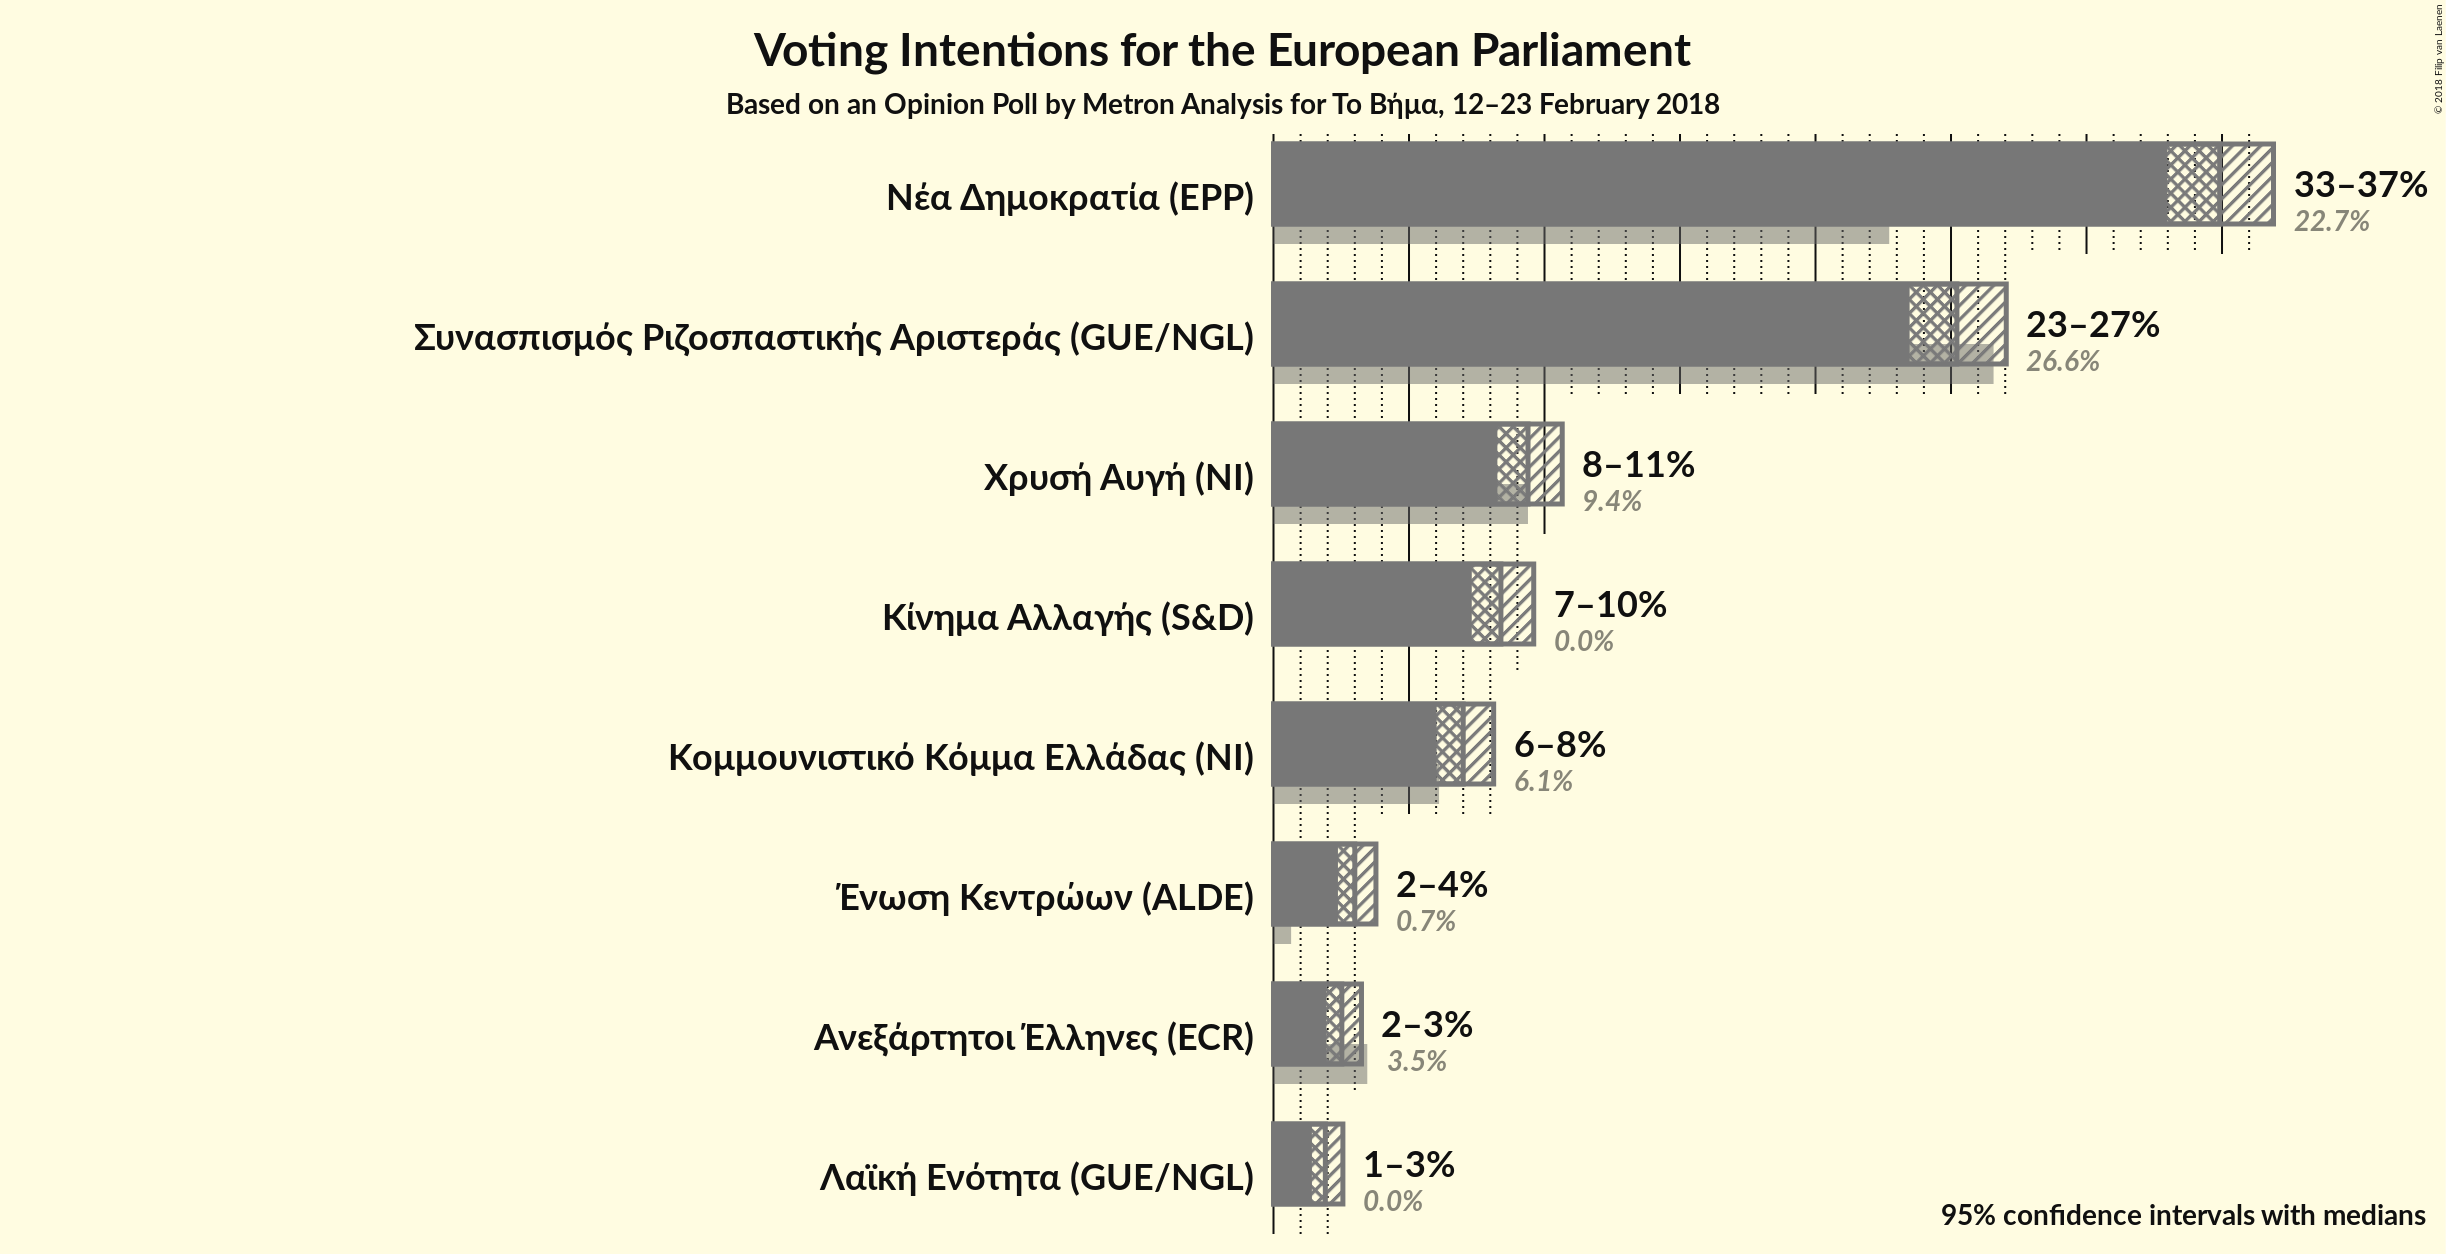 Voting Intentions for the European Parliament
Based on an Opinion Poll by Metron Analysis for Το Βήμα, 12–23 February 2018
© 2018 Filip van Laenen
Νέα Δημοκρατία (EPP)
33–37%
22.7%
Συνασπισμός Ριζοσπαστικής Αριστεράς (GUE/NGL)
23–27%
26.6%
Χρυσή Αυγή (NI)
8–11%
9.4%
Κίνημα Αλλαγής (S&D)
7–10%
0.0%
Κομμουνιστικό Κόμμα Ελλάδας (NI)
6–8%
6.1%
Ένωση Κεντρώων (ALDE)
2–4%
0.7%
Ανεξάρτητοι Έλληνες (ECR)
2–3%
3.5%
Λαϊκή Ενότητα (GUE/NGL)
1–3%
0.0%
95% confidence intervals with medians